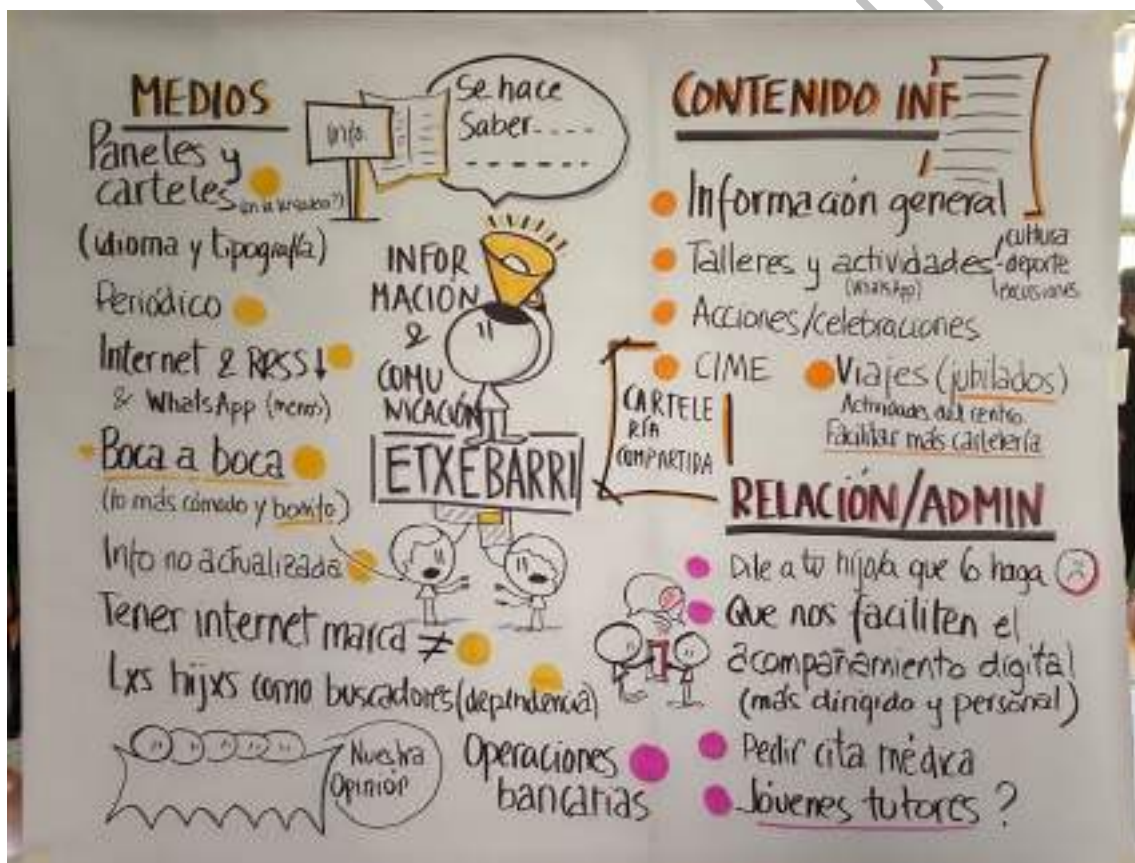 MEDIOS
Paneles y
carteles
(idioma y tipografía)
Periódico
Internet & RRSS ↓
& WhatsApp (menos)
Boca a boca
(lo más cómodo y bonito)
Info no actualizada
Tener internet marca ≠
Lxs hijxs como buscadores (dependencia)
Nuestra
Opinión
Operaciones
bancarias
Info.
Se hace
Saber....
INFOR
MACIÓN
&
COMU
NICACIÓN
ETXEBARRI
CONTENIDO INF
Información general
Talleres y actividades
(WhatsApp)
cultura
deporte
excursiones
Acciones/celebraciones
CIME
CARTELE
RÍA
COMPARTIDA
Viajes (jubilados)
Actividades del centro
Facilitar más cartelería
RELACIÓN/ADMIN
Dile a tu hijo/a que lo haga
Que nos faciliten el
acompañamiento digital
(más dirigido y personal)
Pedir cita médica
Jóvenes tutores ?